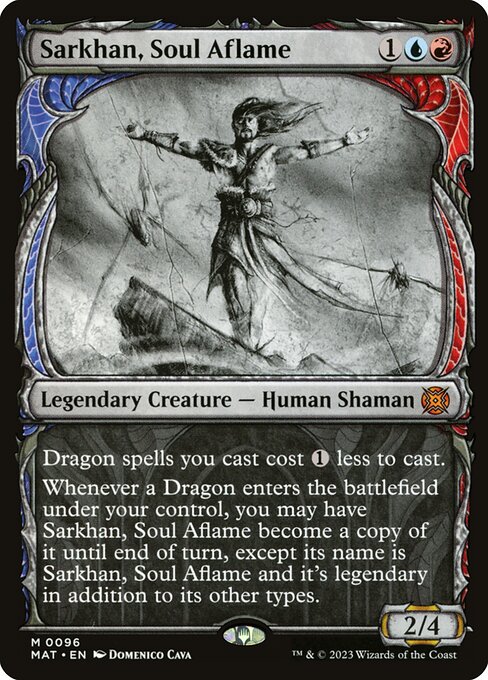 Sarkhan, Soul Aflame 1
Legendary Creature — Human Shaman
Dragon spells you cast cost 1 less to cast.
Whenever a Dragon enters the battlefield
under your control, you may have
Sarkhan, Soul Aflame become a copy of
it until end of turn, except its name is
Sarkhan, Soul Aflame and it's legendary
in addition to its other types.
2/4
M 0096
MAT • EN Domenico Cava
™ & © 2023 Wizards of the Coast